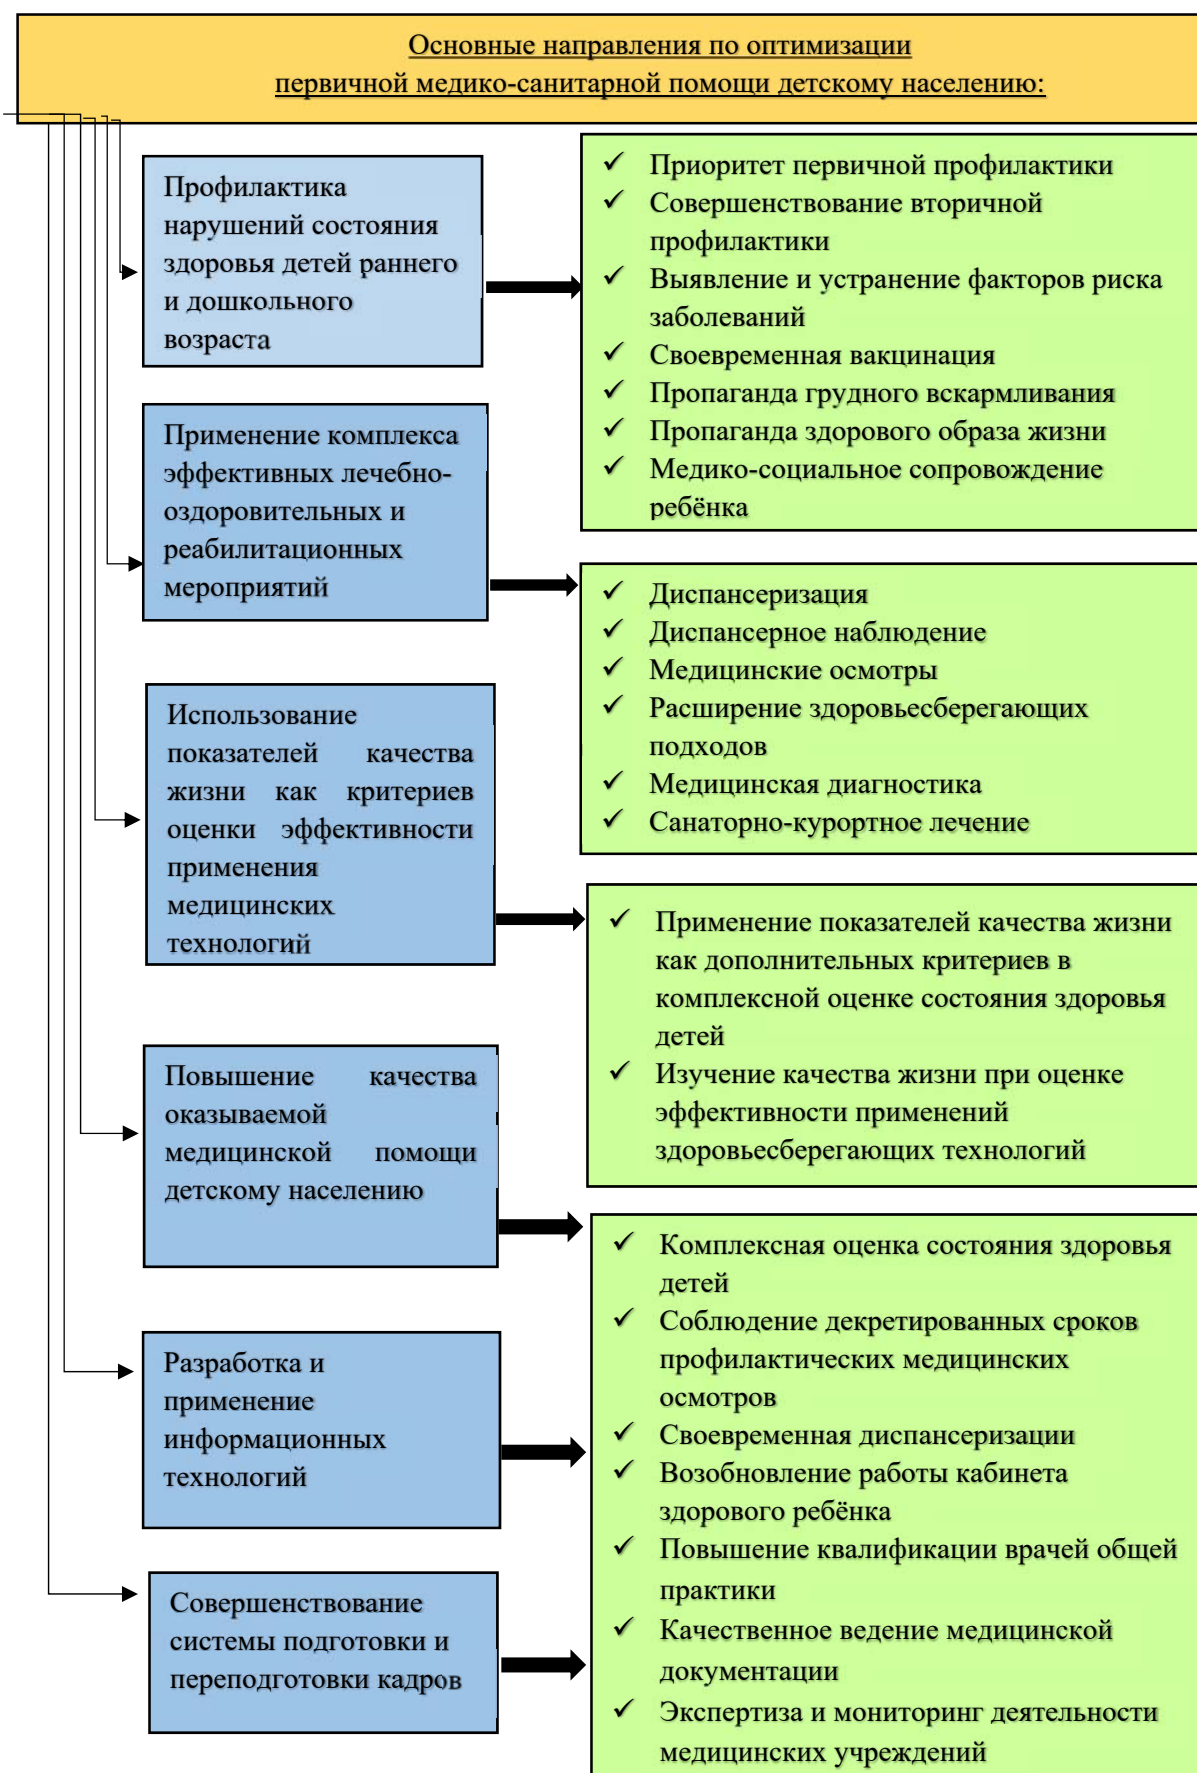 Основные направления по оптимизации
первичной медико-санитарной помощи детскому населению:
Профилактика
нарушений состояния
здоровья детей раннего
и дошкольного
возраста
✓ Приоритет первичной профилактики
✓ Совершенствование вторичной
профилактики
✓ Выявление и устранение факторов риска
заболеваний
✓ Своевременная вакцинация
✓ Пропаганда грудного вскармливания
✓ Пропаганда здорового образа жизни
✓ Медико-социальное сопровождение
ребёнка
Применение комплекса
эффективных лечебно-
оздоровительных и
реабилитационных
мероприятий
✓ Диспансеризация
✓ Диспансерное наблюдение
✓ Медицинские осмотры
✓ Расширение здоровьесберегающих
подходов
✓ Медицинская диагностика
✓ Санаторно-курортное лечение
Использование
показателей качества
жизни как критериев
оценки эффективности
применения
медицинских
технологий
✓ Применение показателей качества жизни
как дополнительных критериев в
комплексной оценке состояния здоровья
детей
✓ Изучение качества жизни при оценке
эффективности применений
здоровьесберегающих технологий
Повышение качества
оказываемой
медицинской помощи
детскому населению
Разработка и
применение
информационных
технологий
Совершенствование
системы подготовки и
переподготовки кадров
✓ Комплексная оценка состояния здоровья
детей
✓ Соблюдение декретированных сроков
профилактических медицинских
осмотров
✓ Своевременная диспансеризации
✓ Возобновление работы кабинета
здорового ребёнка
✓ Повышение квалификации врачей общей
практики
✓ Качественное ведение медицинской
документации
✓ Экспертиза и мониторинг деятельности
медицинских учреждений